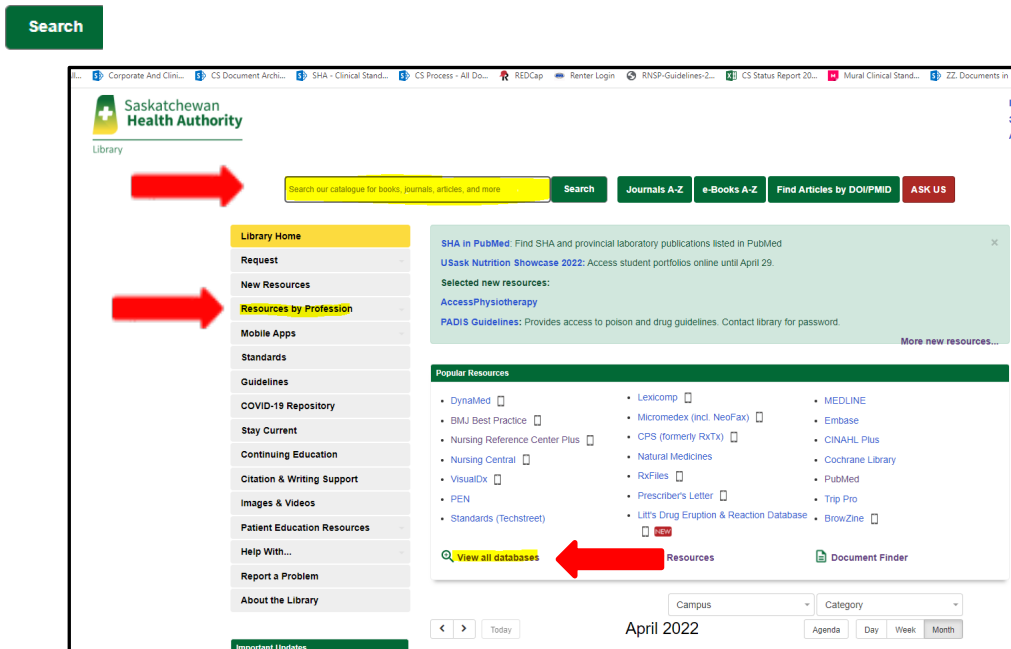 Search
Corporate And Clini... CS Document Archi... SHA - Clinical Stand... CS Process - All Do... REDCap Renter Login RNSP-Guidelines-2... CS Status Report 20... Mural Clinical Stand... ZZ. Documents in
Saskatchewan
Health Authority
Library
Search our catalogue for books, journals, articles, and more Search Journals A-Z e-Books A-Z Find Articles by DOI/PMID ASK US
Library Home
Request
New Resources
Resources by Profession
Mobile Apps
Standards
Guidelines
COVID-19 Repository
Stay Current
Continuing Education
Citation & Writing Support
Images & Videos
Patient Education Resources
Help With...
Report a Problem
About the Library
Important Updates
SHA in PubMed: Find SHA and provincial laboratory publications listed in PubMed ×
USask Nutrition Showcase 2022: Access student portfolios online until April 29.
Selected new resources:
AccessPhysiotherapy
PADIS Guidelines: Provides access to poison and drug guidelines. Contact library for password.
More new resources...
Popular Resources
• DynaMed
• BMJ Best Practice
• Nursing Reference Center Plus
• Nursing Central
• VisualDx
• PEN
• Standards (Techstreet)
• Lexicomp
• Micromedex (incl. NeoFax)
• CPS (formerly RxTx)
• Natural Medicines
• RxFiles
• Prescriber's Letter
• Litt's Drug Eruption & Reaction Database
NEW
• MEDLINE
• Embase
• CINAHL Plus
• Cochrane Library
• PubMed
• Trip Pro
• BrowZine
View all databases Resources Document Finder
Campus Category
Today April 2022 Agenda Day Week Month